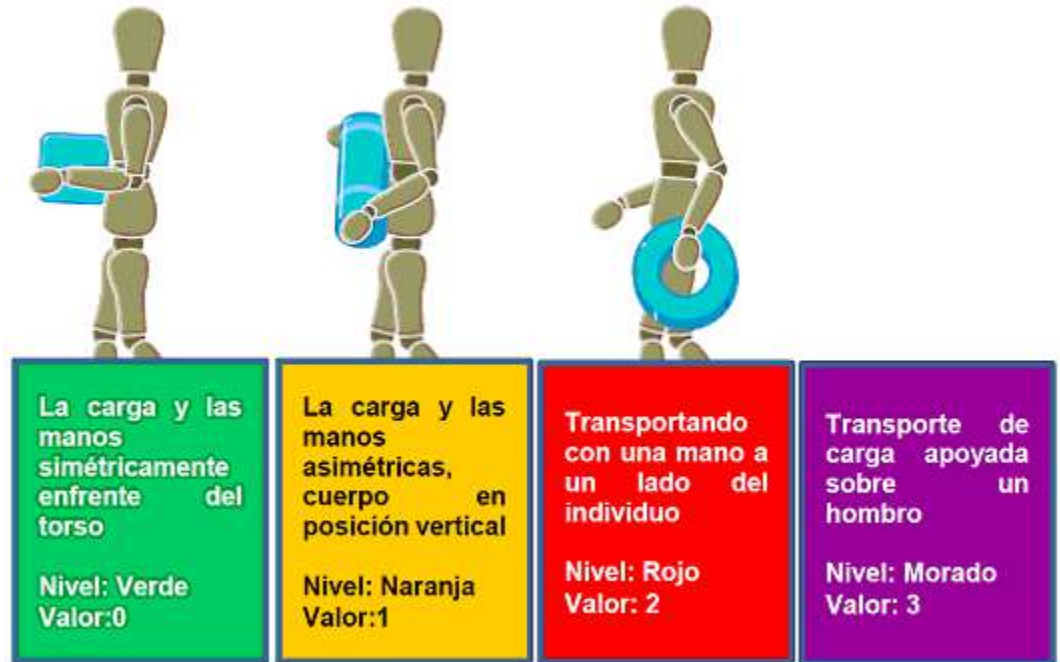 La carga y las
manos
simétricamente
enfrente del
torso
Nivel: Verde
Valor:0
La carga y las
manos
asimétricas,
cuerpo en
posición vertical
Nivel: Naranja
Valor:1
Transportando
con una mano a
un lado del
individuo
Nivel: Rojo
Valor: 2
Transporte de
carga apoyada
sobre un
hombro
Nivel: Morado
Valor: 3